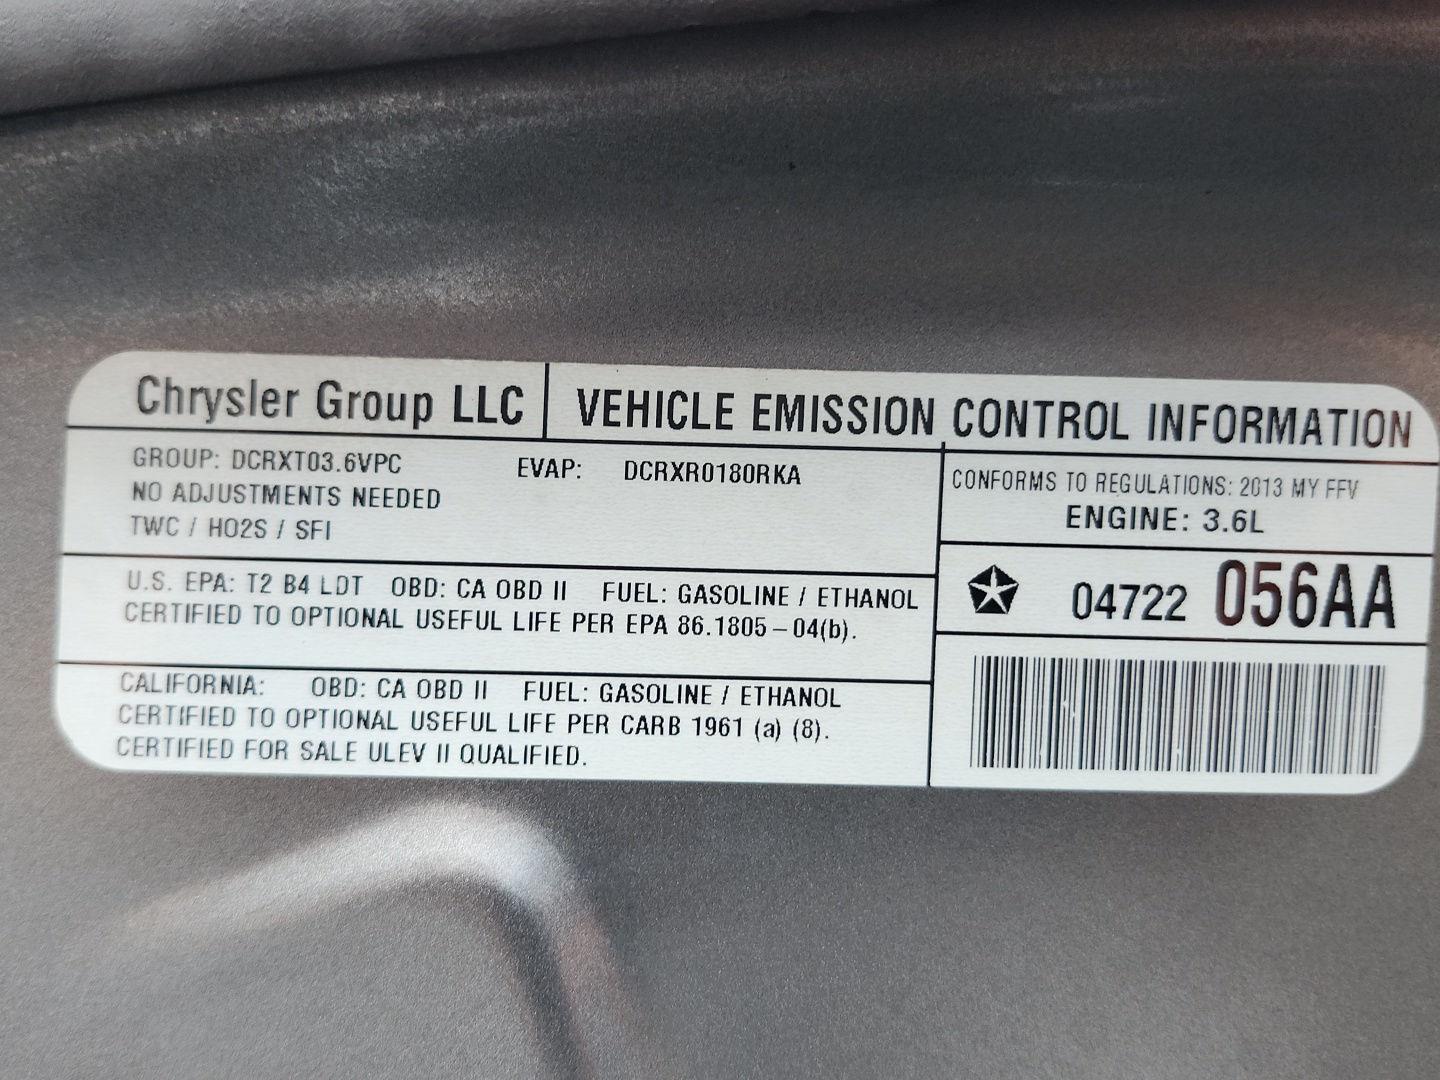 Chrysler Group LLC
VEHICLE EMISSION CONTROL INFORMATION
GROUP: DCRXT03.6VPC EVAP: DCRXR0180RKA
NO ADJUSTMENTS NEEDED
TWC / HO2S / SFI
CONFORMS TO REGULATIONS: 2013 MY FFV
ENGINE: 3.6L
U.S. EPA: T2 B4 LDT OBD: CA OBD II FUEL: GASOLINE / ETHANOL
CERTIFIED TO OPTIONAL USEFUL LIFE PER EPA 86.1805-04(b).
04722 056AA
CALIFORNIA: OBD: CA OBD II FUEL: GASOLINE / ETHANOL
CERTIFIED TO OPTIONAL USEFUL LIFE PER CARB 1961 (a) (8).
CERTIFIED FOR SALE ULEV II QUALIFIED.